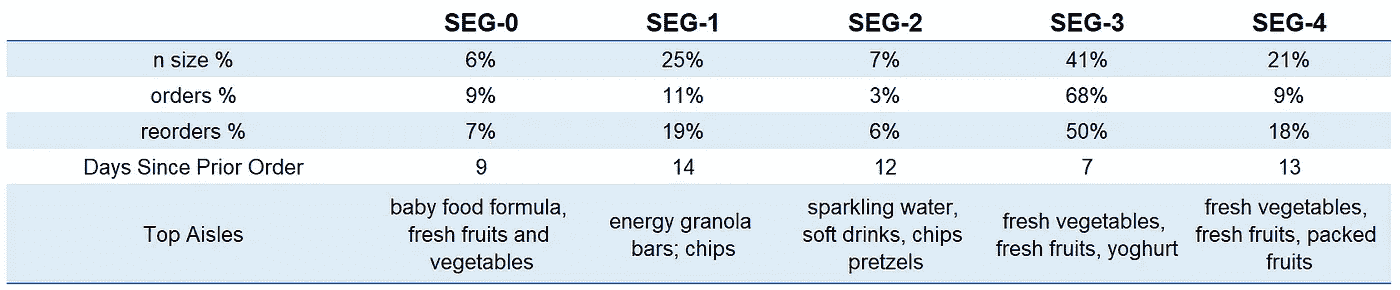 SEG-0 SEG-1 SEG-2 SEG-3 SEG-4
n size % 6% 25% 7% 41% 21%
orders % 9% 11% 3% 68% 9%
reorders % 7% 19% 6% 50% 18%
Days Since Prior Order 9 14 12 7 13
Top Aisles
baby food formula,
fresh fruits and
vegetables
energy granola
bars; chips
sparkling water,
soft drinks, chips
pretzels
fresh vegetables,
fresh fruits, yoghurt
fresh vegetables,
fresh fruits, packed
fruits